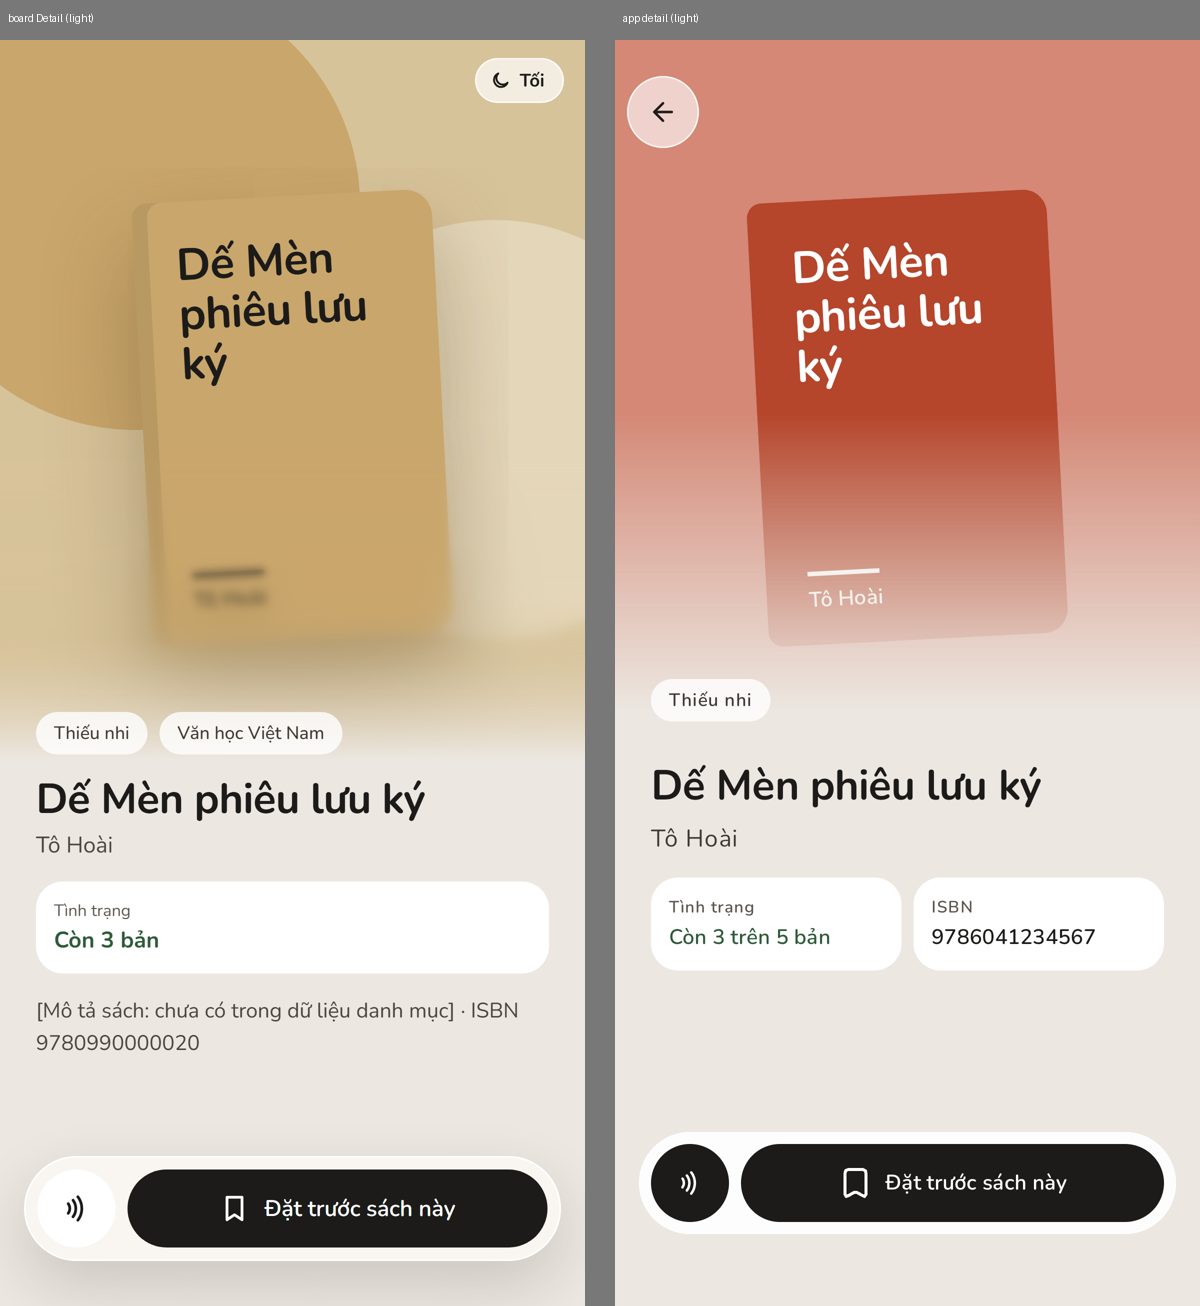 board Detail (light)
Tối
Dế Mèn
phiêu lưu
ký
Tô Hoài
Thiếu nhi
Văn học Việt Nam
Dế Mèn phiêu lưu ký
Tô Hoài
Tình trạng
Còn 3 bản
[Mô tả sách: chưa có trong dữ liệu danh mục] · ISBN
9780990000020
Đặt trước sách này
app detail (light)
Dế Mèn
phiêu lưu
ký
Tô Hoài
Thiếu nhi
Dế Mèn phiêu lưu ký
Tô Hoài
Tình trạng
Còn 3 trên 5 bản
ISBN
9786041234567
Đặt trước sách này